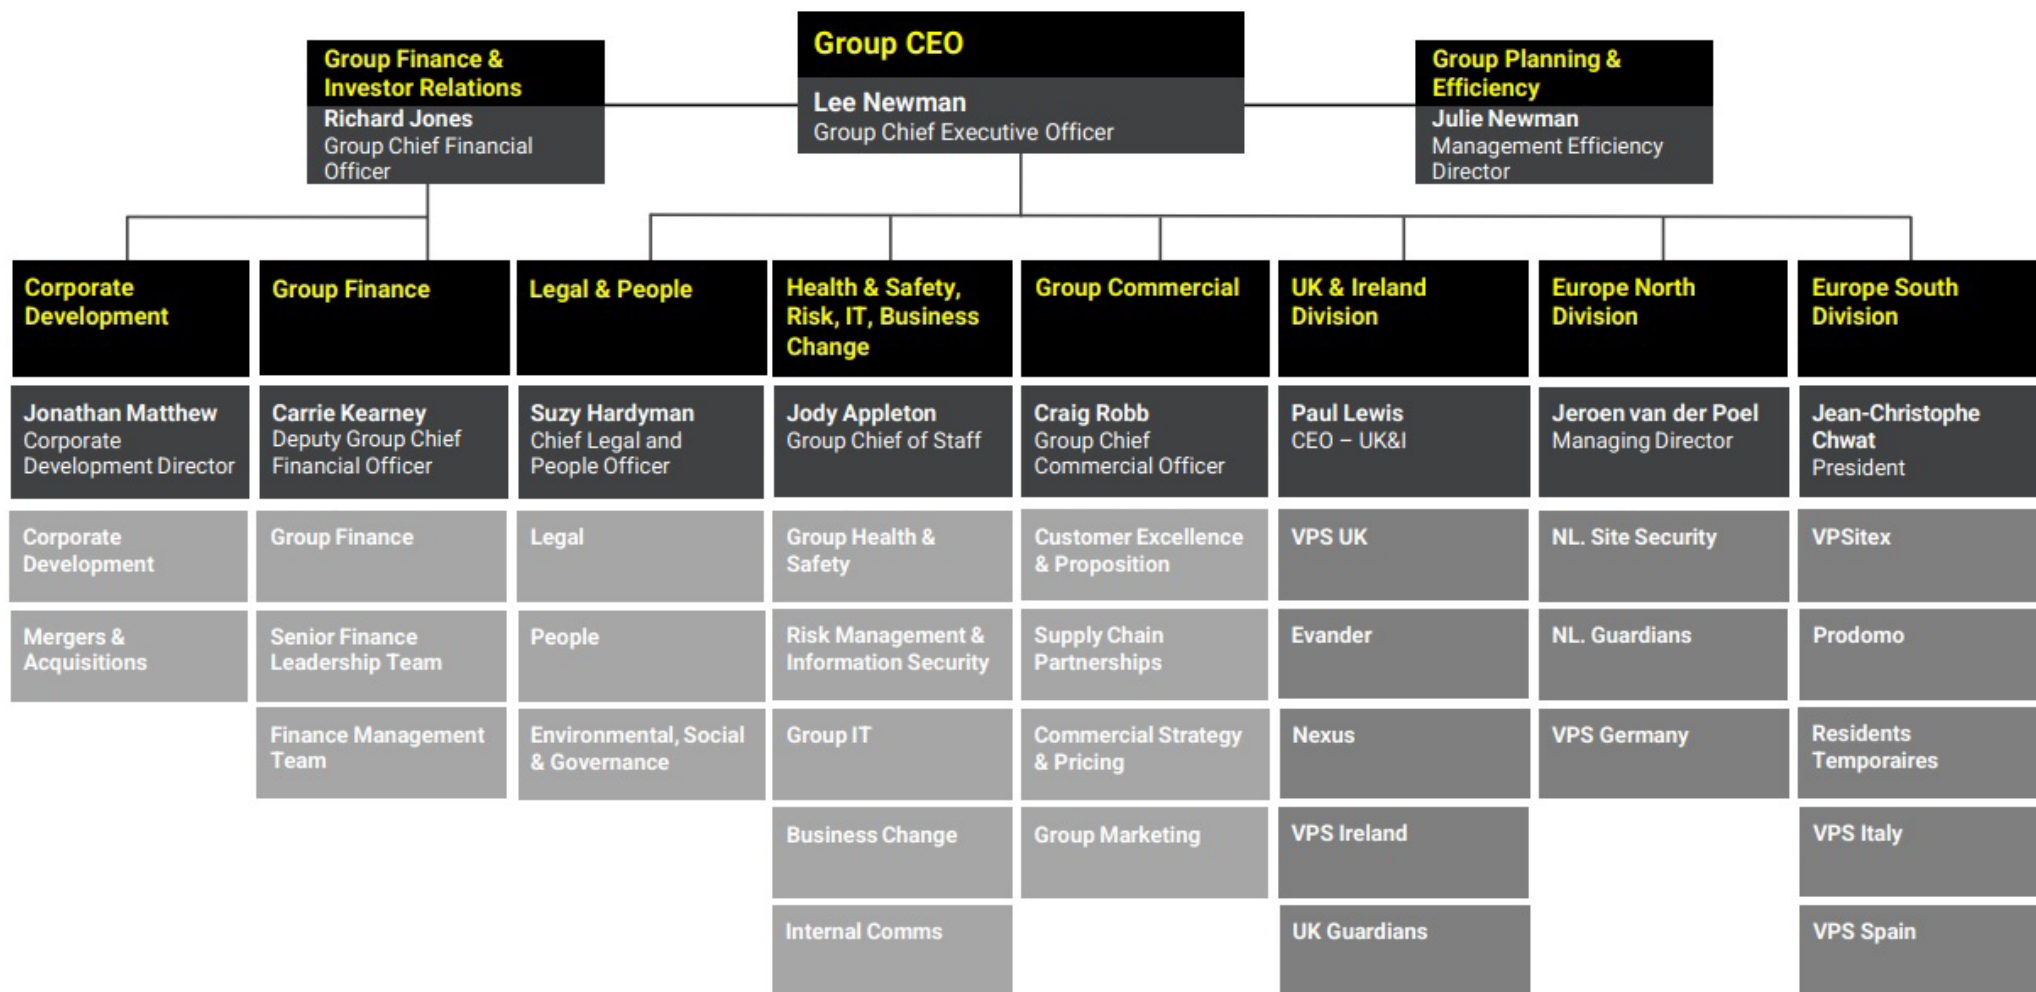 Group Finance &
Investor Relations
Richard Jones
Group Chief Financial
Officer
Group CEO
Lee Newman
Group Chief Executive Officer
Group Planning &
Efficiency
Julie Newman
Management Efficiency
Director
Corporate
Development
Jonathan Matthew
Corporate
Development Director
Corporate
Development
Mergers &
Acquisitions
Group Finance
Carrie Kearney
Deputy Group Chief
Financial Officer
Group Finance
Senior Finance
Leadership Team
Finance Management
Team
Legal & People
Suzy Hardyman
Chief Legal and
People Officer
Legal
People
Environmental, Social
& Governance
Health & Safety,
Risk, IT, Business
Change
Jody Appleton
Group Chief of Staff
Group Health &
Safety
Risk Management &
Information Security
Group IT
Business Change
Internal Comms
Group Commercial
Craig Robb
Group Chief
Commercial Officer
Customer Excellence
& Proposition
Supply Chain
Partnerships
Commercial Strategy
& Pricing
Group Marketing
UK & Ireland
Division
Paul Lewis
CEO – UK&I
VPS UK
Evander
Nexus
VPS Ireland
UK Guardians
Europe North
Division
Jeroen van der Poel
Managing Director
NL. Site Security
NL. Guardians
VPS Germany
Europe South
Division
Jean-Christophe
Chwat
President
VPSitex
Prodomo
Residents
Temporaires
VPS Italy
VPS Spain